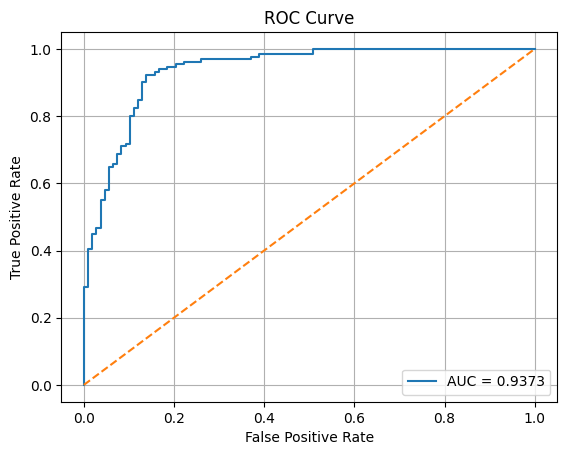 ROC Curve
True Positive Rate
1.0
0.8
0.6
0.4
0.2
0.0
0.0 0.2 0.4 0.6 0.8 1.0
False Positive Rate
AUC = 0.9373